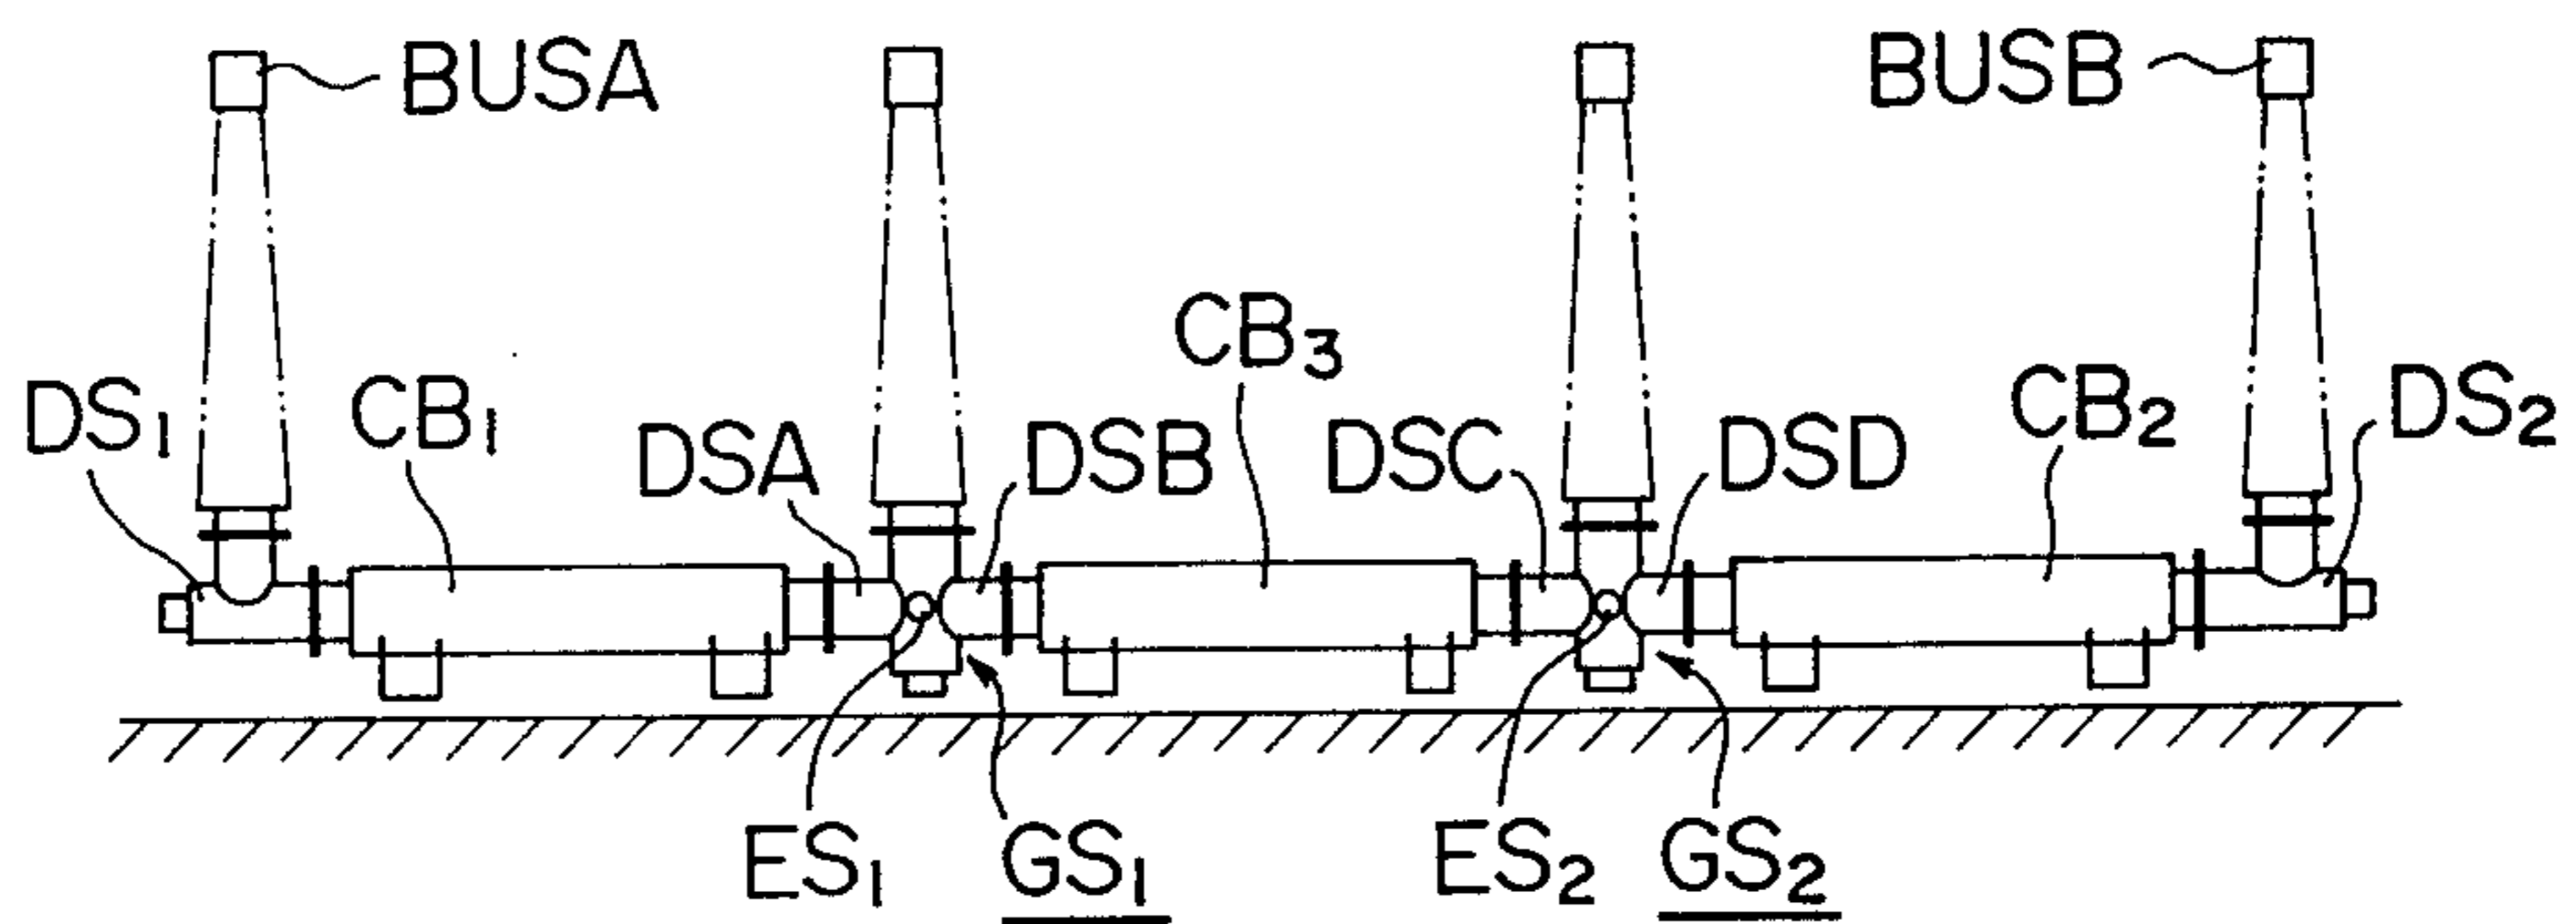 BUSA BUSB
CB₃
DS₁ CB₁ DSA DSB DSC DSD CB₂ DS₂
ES₁ GS₁ ES₂ GS₂